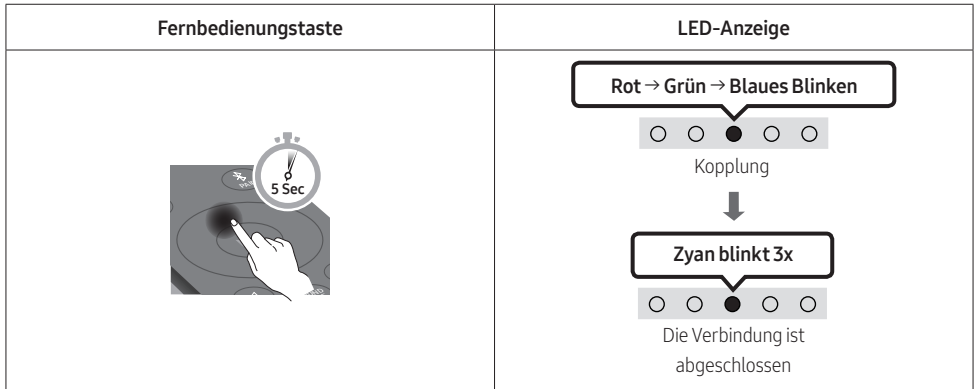 Fernbedienungstaste
LED-Anzeige
5 Sec
Rot → Grün → Blaues Blinken
Kopplung
Zyan blinkt 3x
Die Verbindung ist
abgeschlossen